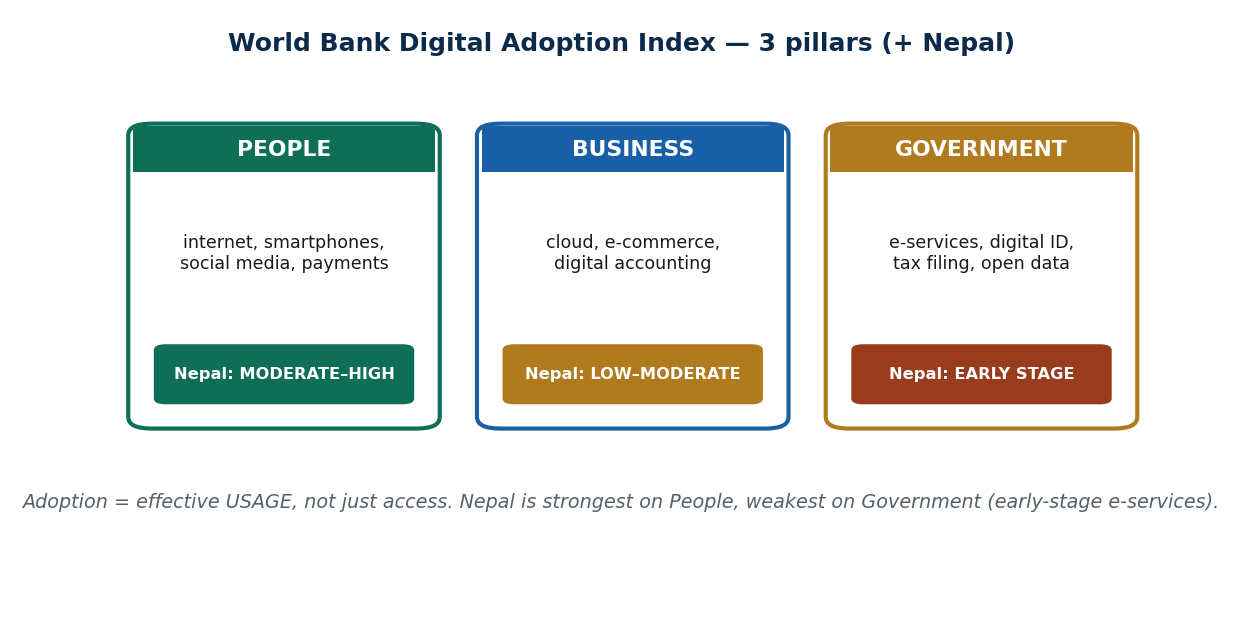 World Bank Digital Adoption Index — 3 pillars (+ Nepal)
PEOPLE
internet, smartphones,
social media, payments
Nepal: MODERATE–HIGH
BUSINESS
cloud, e-commerce,
digital accounting
Nepal: LOW–MODERATE
GOVERNMENT
e-services, digital ID,
tax filing, open data
Nepal: EARLY STAGE
Adoption = effective USAGE, not just access. Nepal is strongest on People, weakest on Government (early-stage e-services).